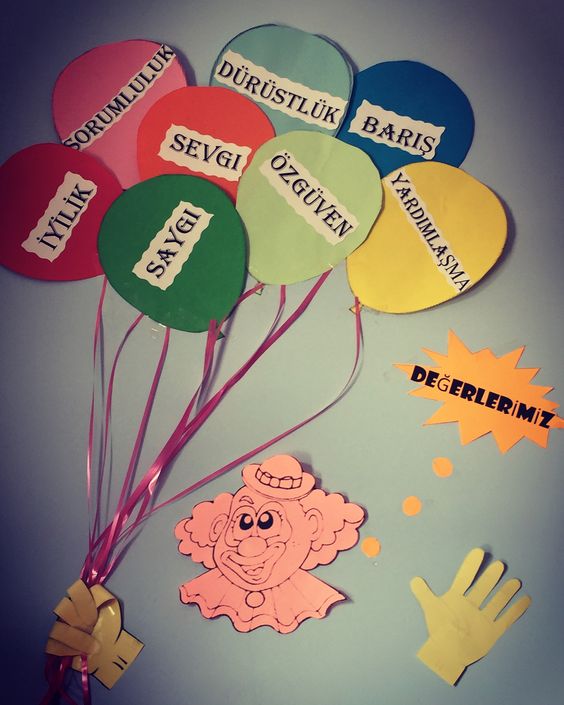 SORUMLULUK
DÜRÜSTLÜK
BARIŞ
SEVGI
ÖZGÜVEN
YARDIMLAŞMA
İYİLİK
SAYGI
DEĞERLERİMİZ